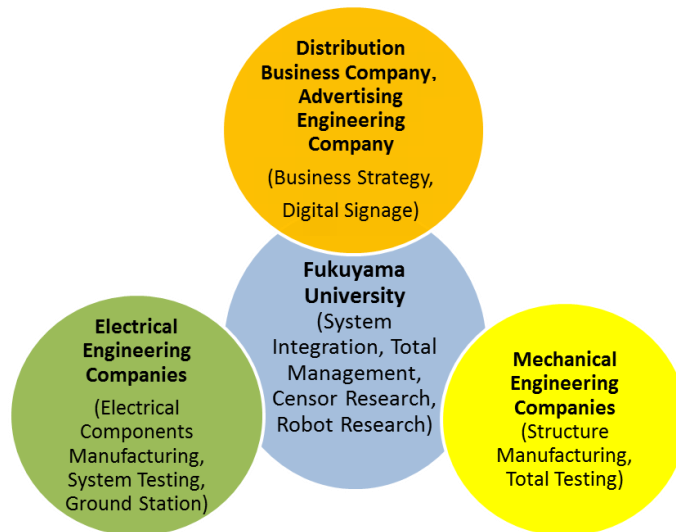 Distribution
Business Company,
Advertising
Engineering
Company
(Business Strategy,
Digital Signage)
Fukuyama
University
(System
Integration, Total
Management,
Censor Research,
Robot Research)
Electrical
Engineering
Companies
(Electrical
Components
Manufacturing,
System Testing,
Ground Station)
Mechanical
Engineering
Companies
(Structure
Manufacturing,
Total Testing)